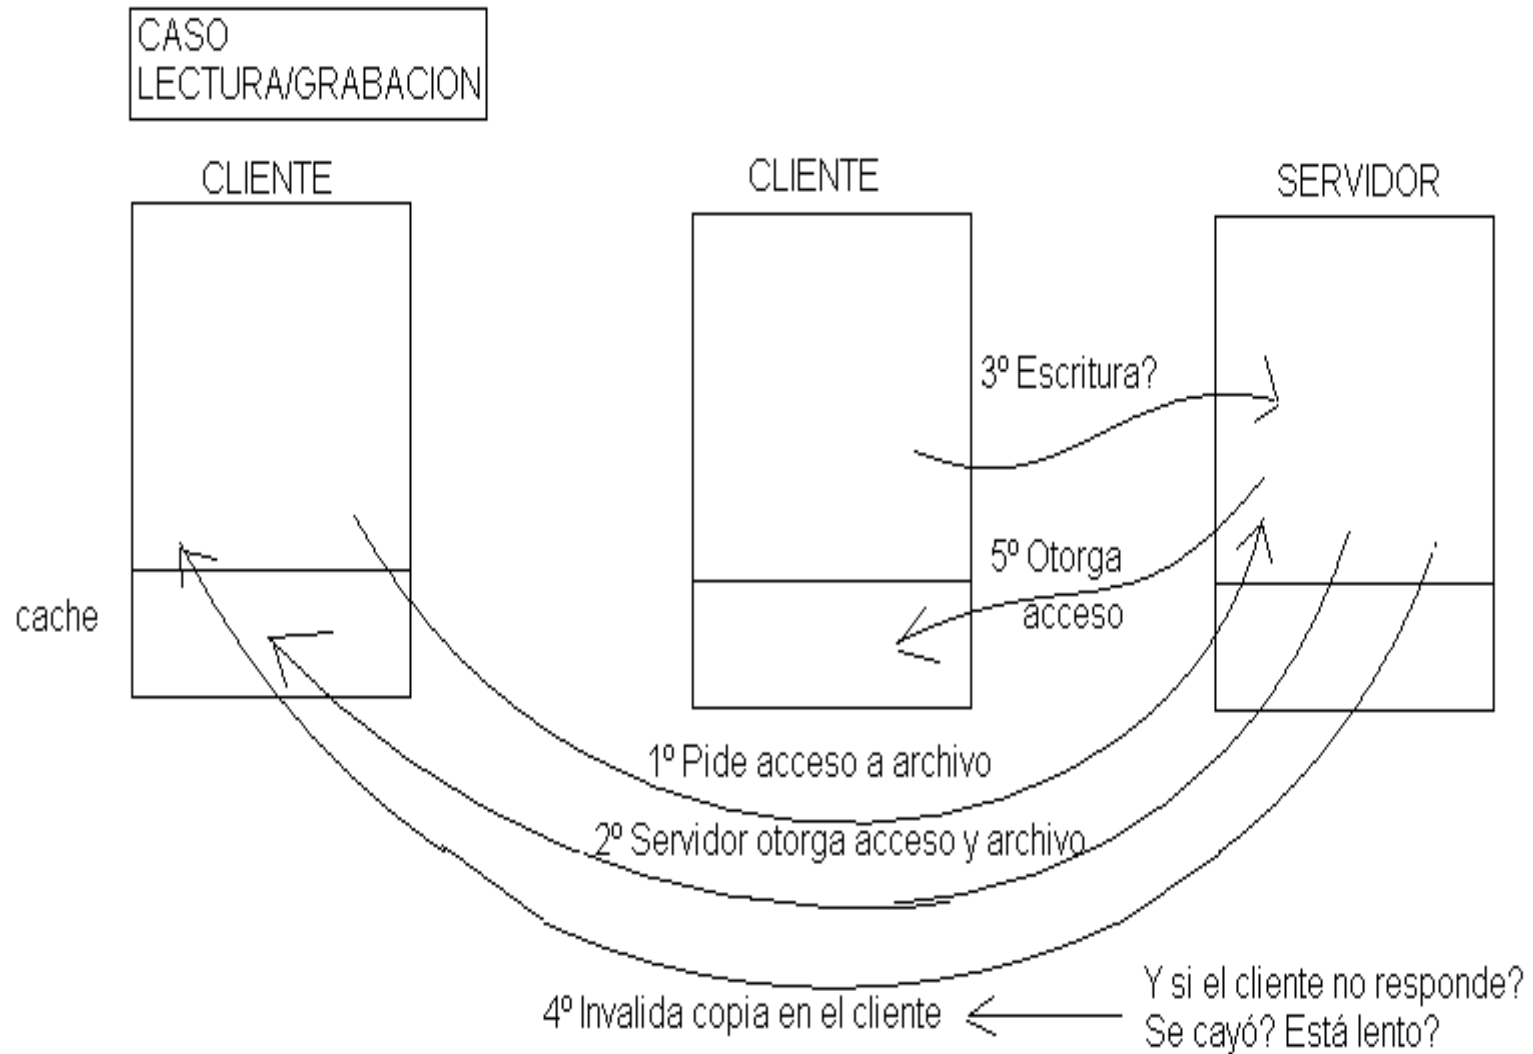 CASO
LECTURA/GRABACION
CLIENTE
CLIENTE
SERVIDOR
3º Escritura?
5º Otorga
acceso
cache
1º Pide acceso a archivo
2º Servidor otorga acceso y archivo
4º Invalida copia en el cliente
Y si el cliente no responde?
Se cayó? Está lento?